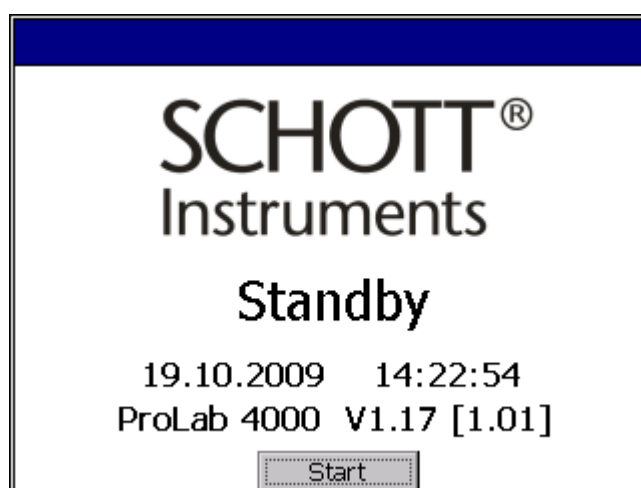 SCHOTT®
Instruments
Standby
19.10.2009 14:22:54
ProLab 4000 V1.17 [1.01]
Start